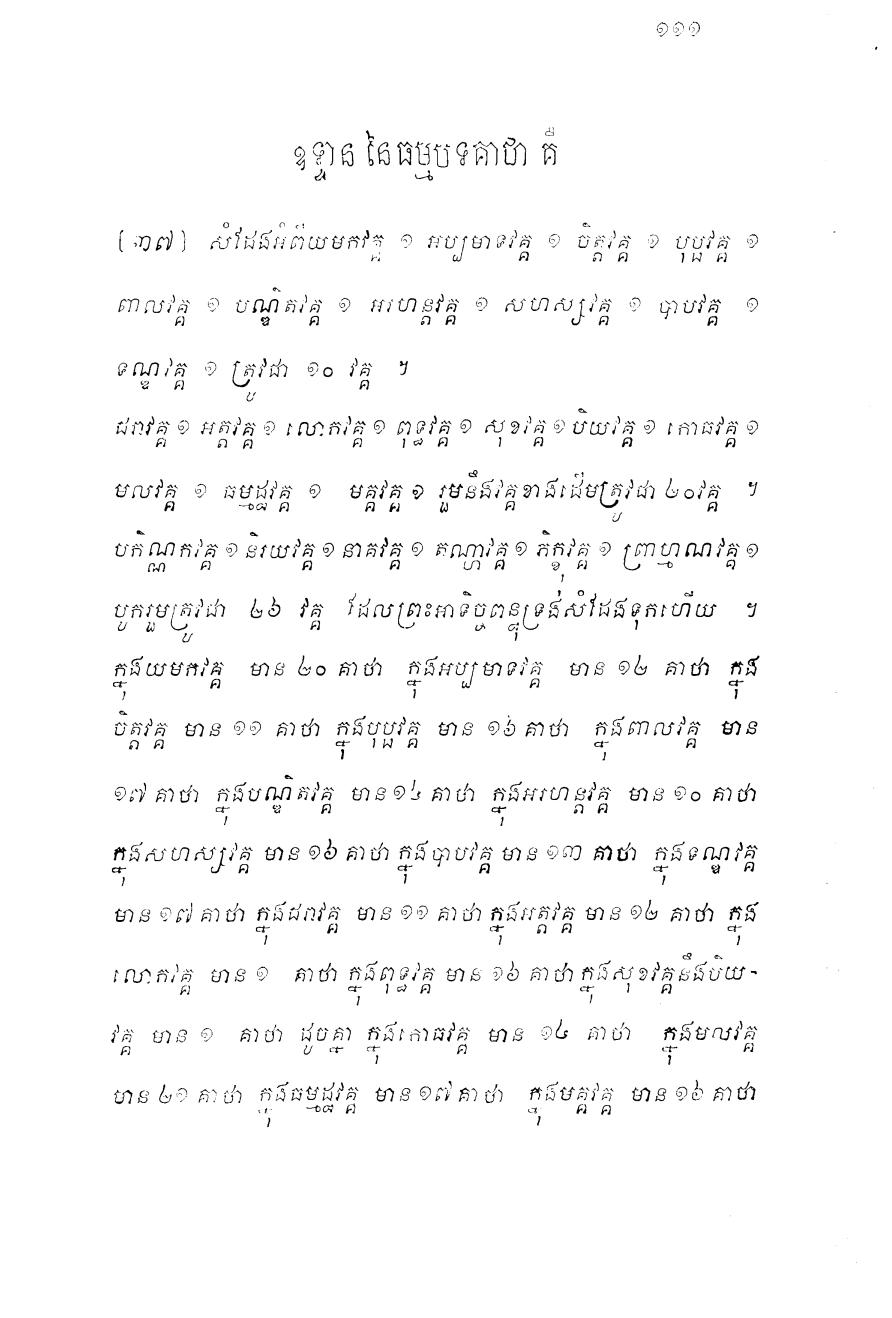 ១១១
ឧទ្ទាន នៃធម្មបទគាថា គឺ
[៣៧] សំដែងអំពីយមកវគ្គ ១ អប្បមាទវគ្គ ១ ចិត្តវគ្គ ១ បុប្ផវគ្គ ១
ពាលវគ្គ ១ បណ្ឌិតវគ្គ ១ អរហន្តវគ្គ ១ សហស្សវគ្គ ១ បាបវគ្គ ១
ទណ្ឌវគ្គ ១ ត្រូវជា ១០ វគ្គ ។
ជរាវគ្គ ១ អត្តវគ្គ ១ លោកវគ្គ ១ ពុទ្ធវគ្គ ១ សុខវគ្គ ១ បិយវគ្គ ១ កោធវគ្គ ១
មលវគ្គ ១ ធម្មដ្ឋវគ្គ ១ មគ្គវគ្គ ១ រួមនឹងវគ្គខាងដើមត្រូវជា ២០វគ្គ ។
បកិណ្ណកវគ្គ ១ និរយវគ្គ ១ នាគវគ្គ ១ តណ្ហាវគ្គ ១ ភិក្ខុវគ្គ ១ ព្រាហ្មណវគ្គ ១
បូករួមត្រូវជា ២៦ វគ្គ ដែលព្រះអាទិច្ចពន្ធុទ្រង់សំដែងទុកហើយ ។
ក្នុងយមកវគ្គ មាន ២០ គាថា ក្នុងអប្បមាទវគ្គ មាន ១២ គាថា ក្នុង
ចិត្តវគ្គ មាន ១១ គាថា ក្នុងបុប្ផវគ្គ មាន ១៦ គាថា ក្នុងពាលវគ្គ មាន
១៧ គាថា ក្នុងបណ្ឌិតវគ្គ មាន ១៤ គាថា ក្នុងអរហន្តវគ្គ មាន ១០ គាថា
ក្នុងសហស្សវគ្គ មាន ១៦ គាថា ក្នុងបាបវគ្គ មាន ១៣ គាថា ក្នុងទណ្ឌវគ្គ
មាន ១៧ គាថា ក្នុងជរាវគ្គ មាន ១១ គាថា ក្នុងអត្តវគ្គ មាន ១២ គាថា ក្នុង
លោកវគ្គ មាន ១ គាថា ក្នុងពុទ្ធវគ្គ មាន ១៦ គាថា ក្នុងសុខវគ្គនឹងបិយ-
វគ្គ មាន ១ គាថា ដូចគ្នា ក្នុងកោធវគ្គ មាន ១៤ គាថា ក្នុងមលវគ្គ
មាន ២១ គាថា ក្នុងធម្មដ្ឋវគ្គ មាន ១៧ គាថា ក្នុងមគ្គវគ្គ មាន ១៦ គាថា